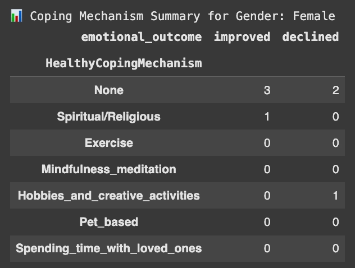 📊 Coping Mechanism Summary for Gender: Female
emotional_outcome improved declined
HealthyCopingMechanism
None 3 2
Spiritual/Religious 1 0
Exercise 0 0
Mindfulness_meditation 0 0
Hobbies_and_creative_activities 0 1
Pet_based 0 0
Spending_time_with_loved_ones 0 0